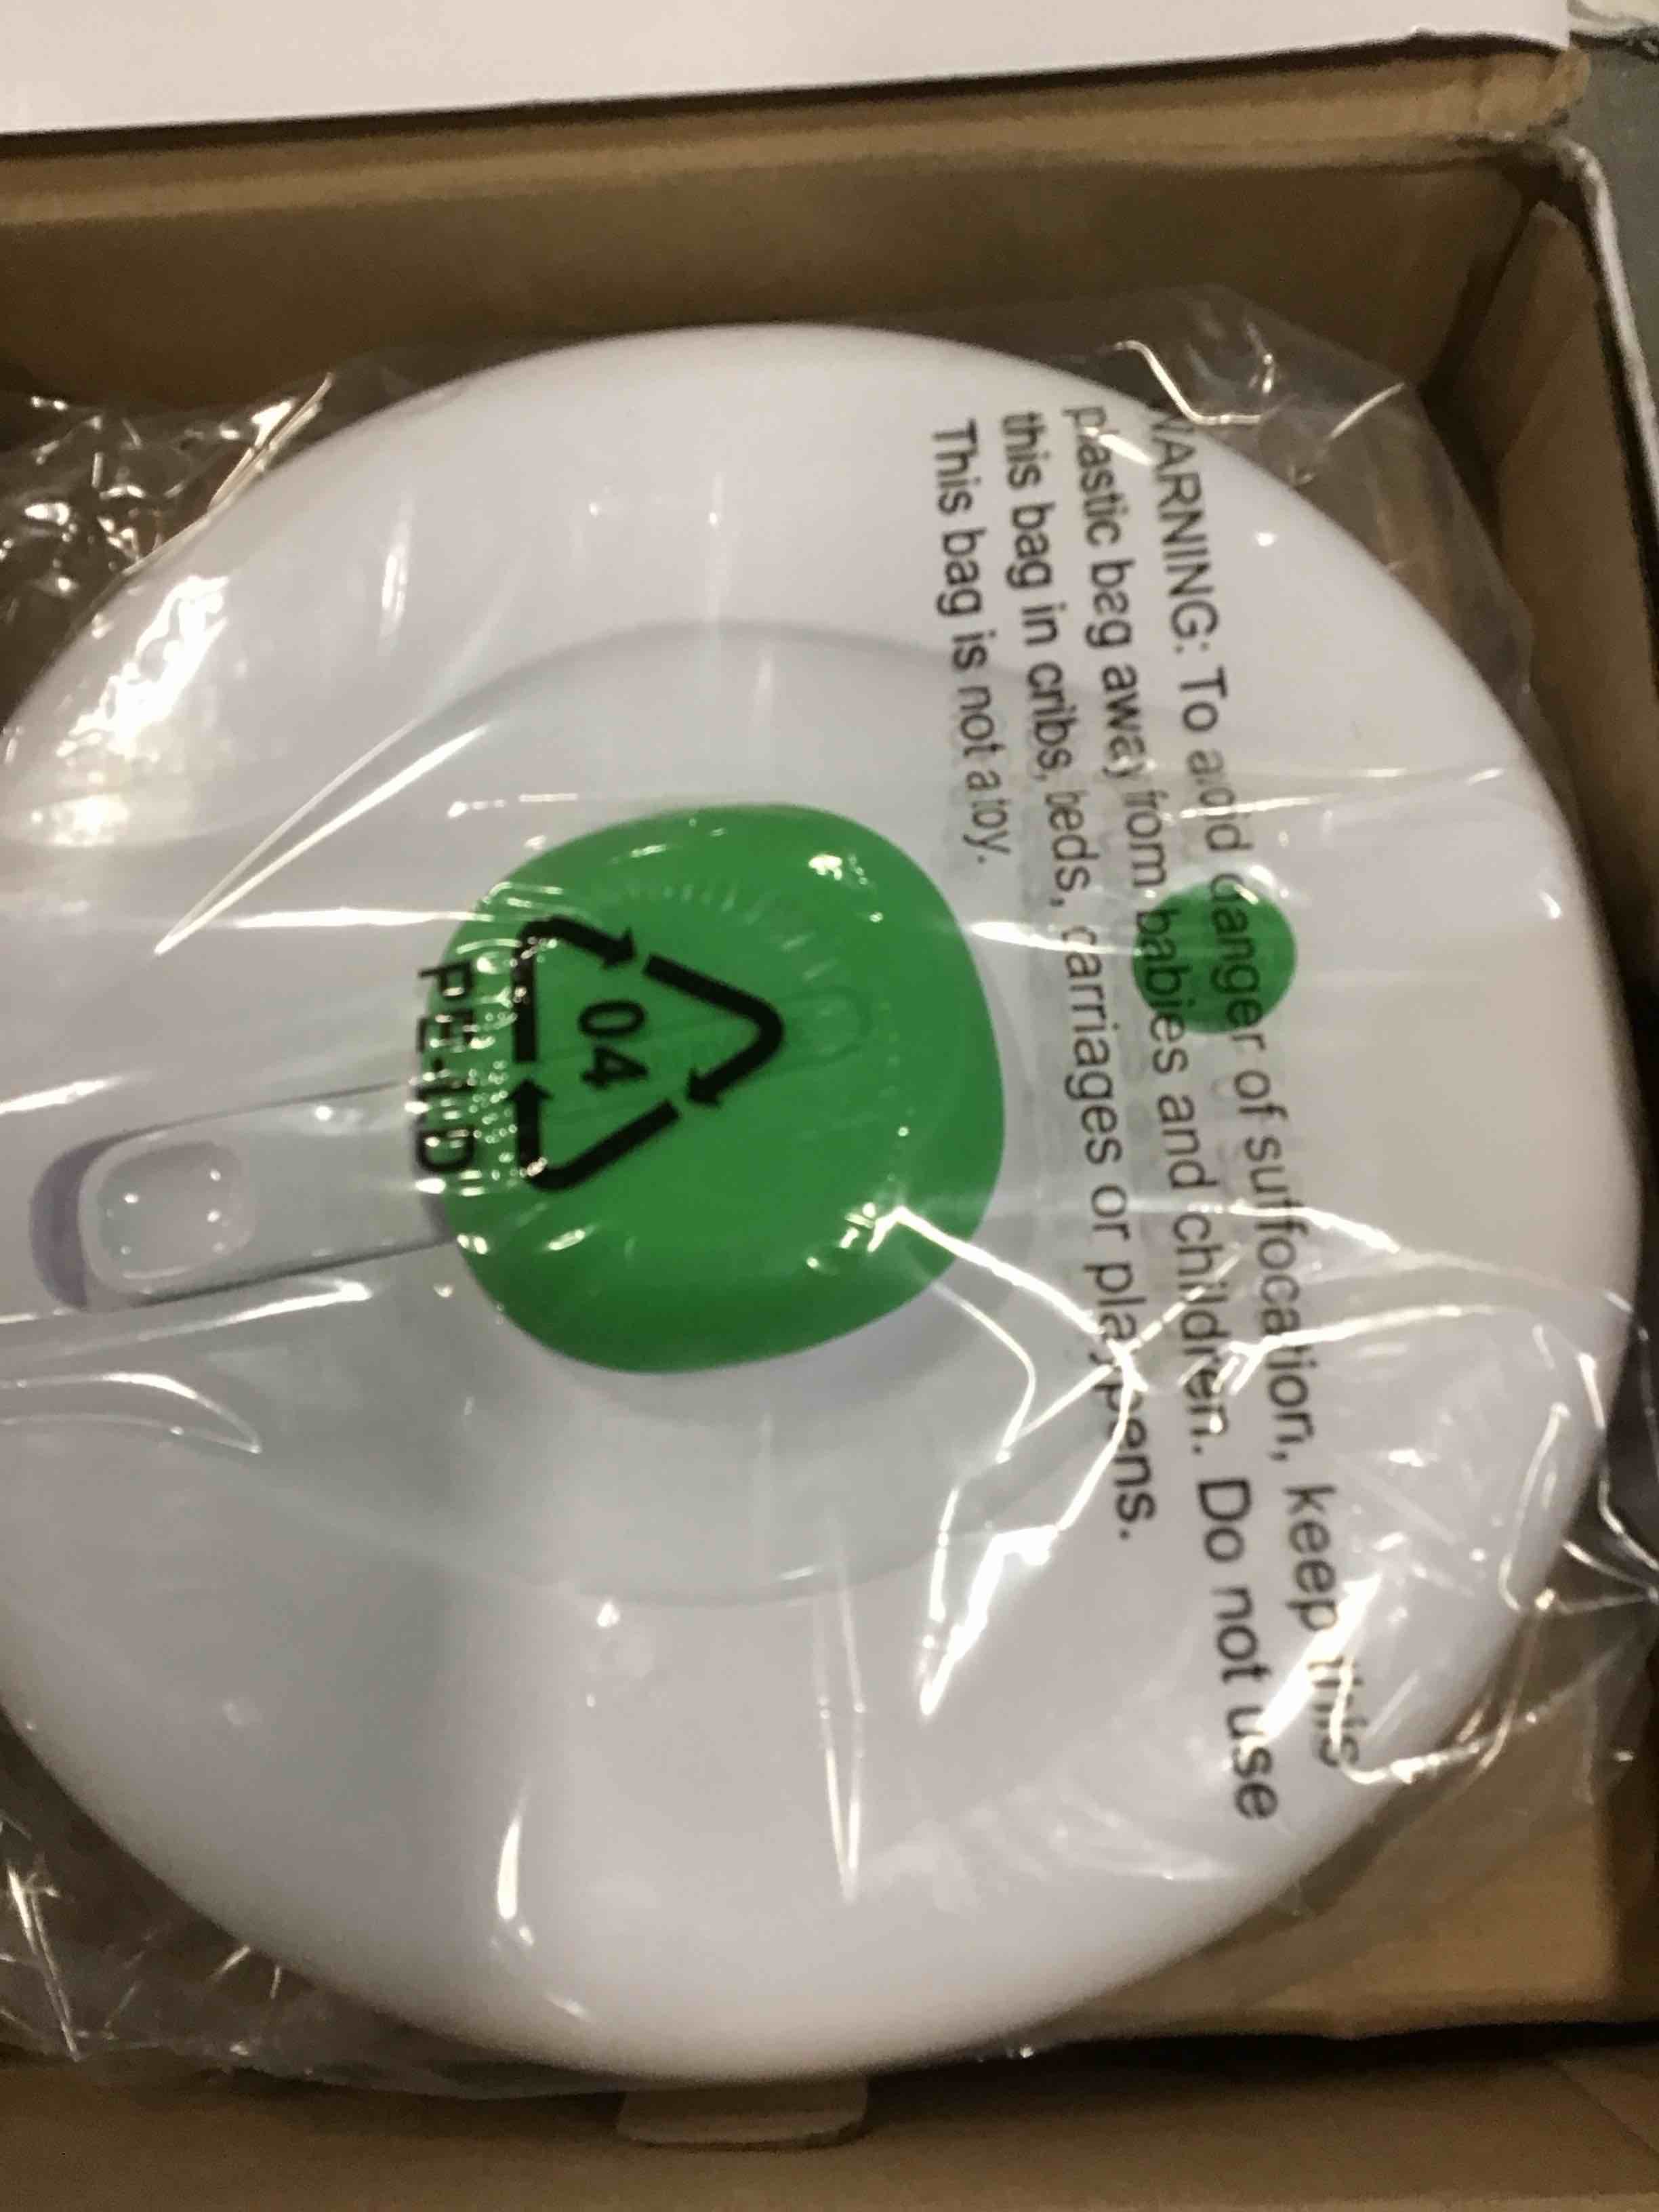 WARNING: To avoid danger of suffocation, keep this
plastic bag away from babies and children. Do not use
this bag in cribs, beds, carriages or playpens.
This bag is not a toy.
04
PE-LD